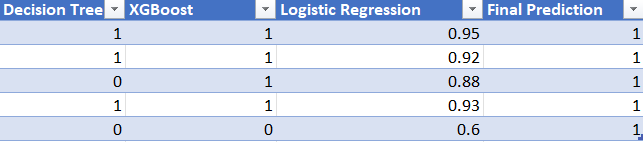 Decision Tree XGBoost Logistic Regression Final Prediction
1 1 0.95 1
1 1 0.92 1
0 1 0.88 1
1 1 0.93 1
0 0 0.6 1